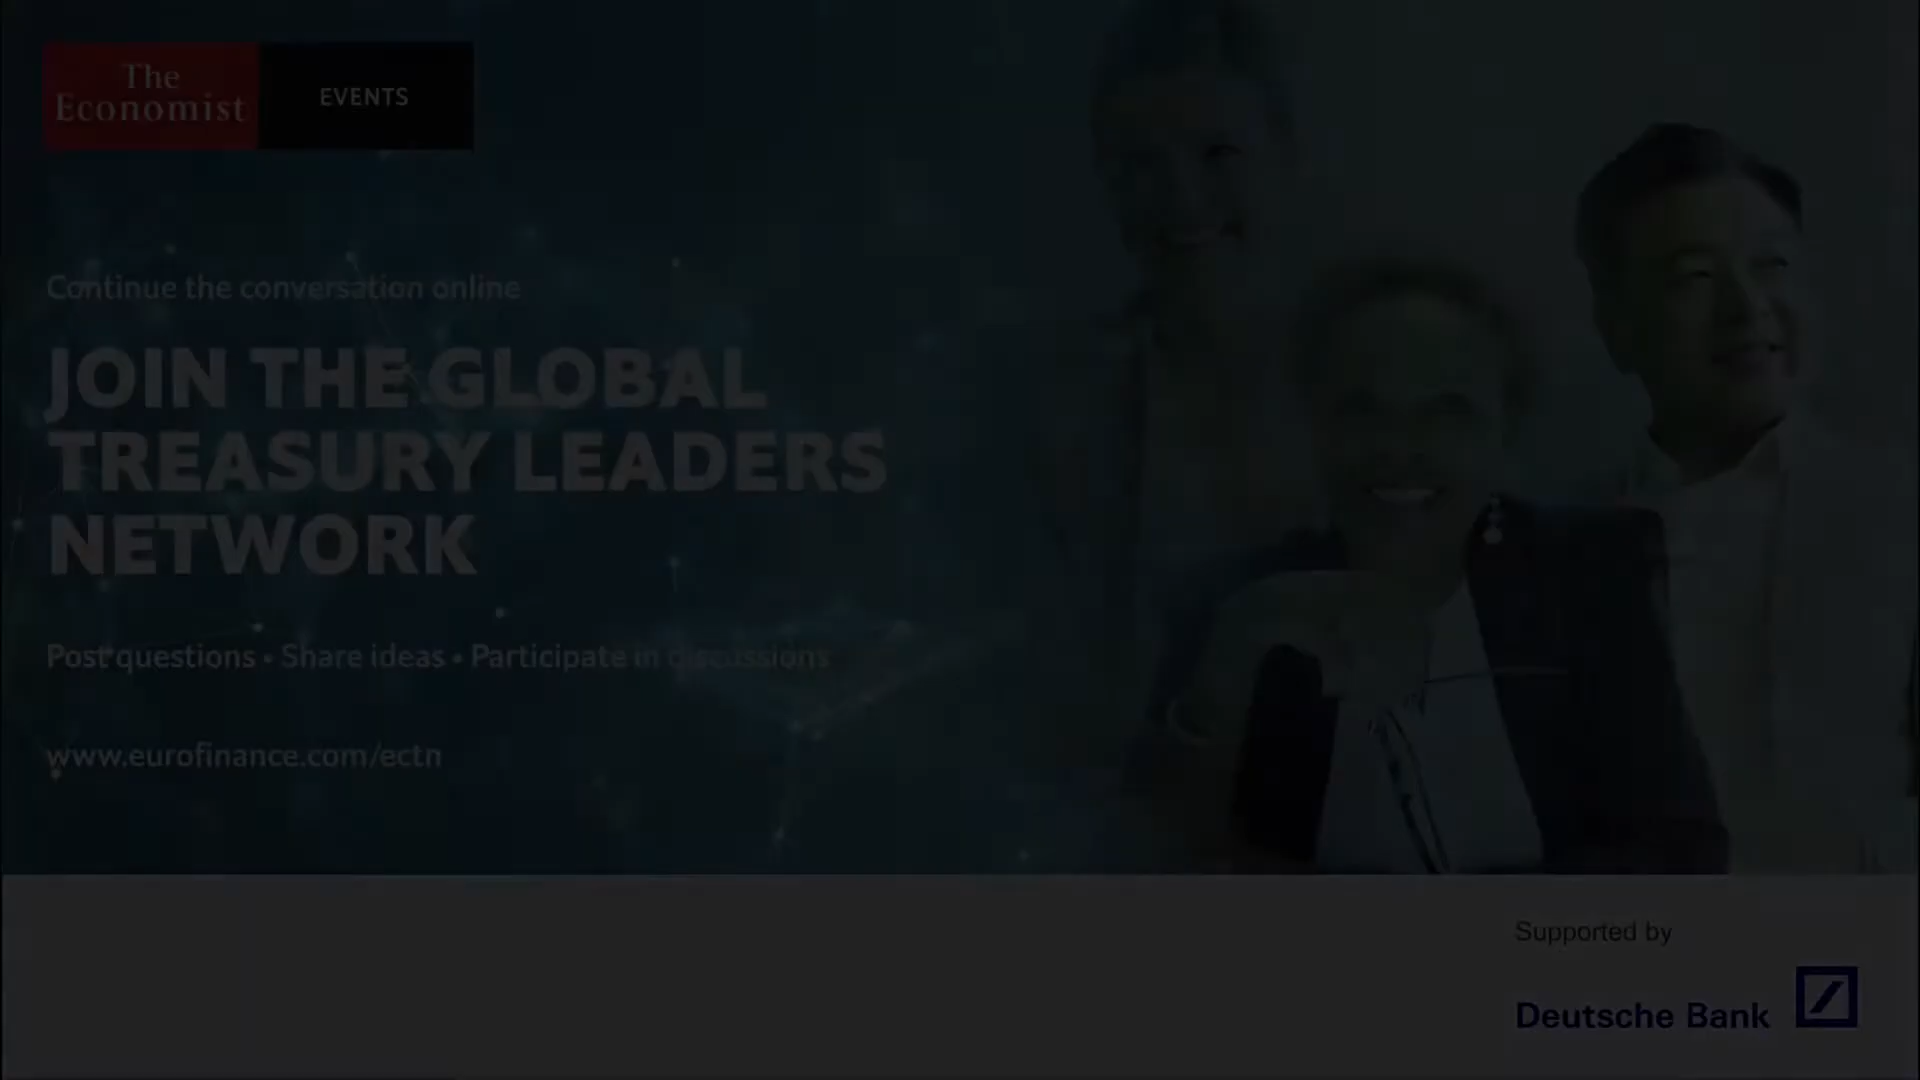 The
Economist
EVENTS
Continue the conversation online
JOIN THE GLOBAL
TREASURY LEADERS
NETWORK
Post questions • Share ideas • Participate in discussions
www.eurofinance.com/ectn
Supported by
Deutsche Bank